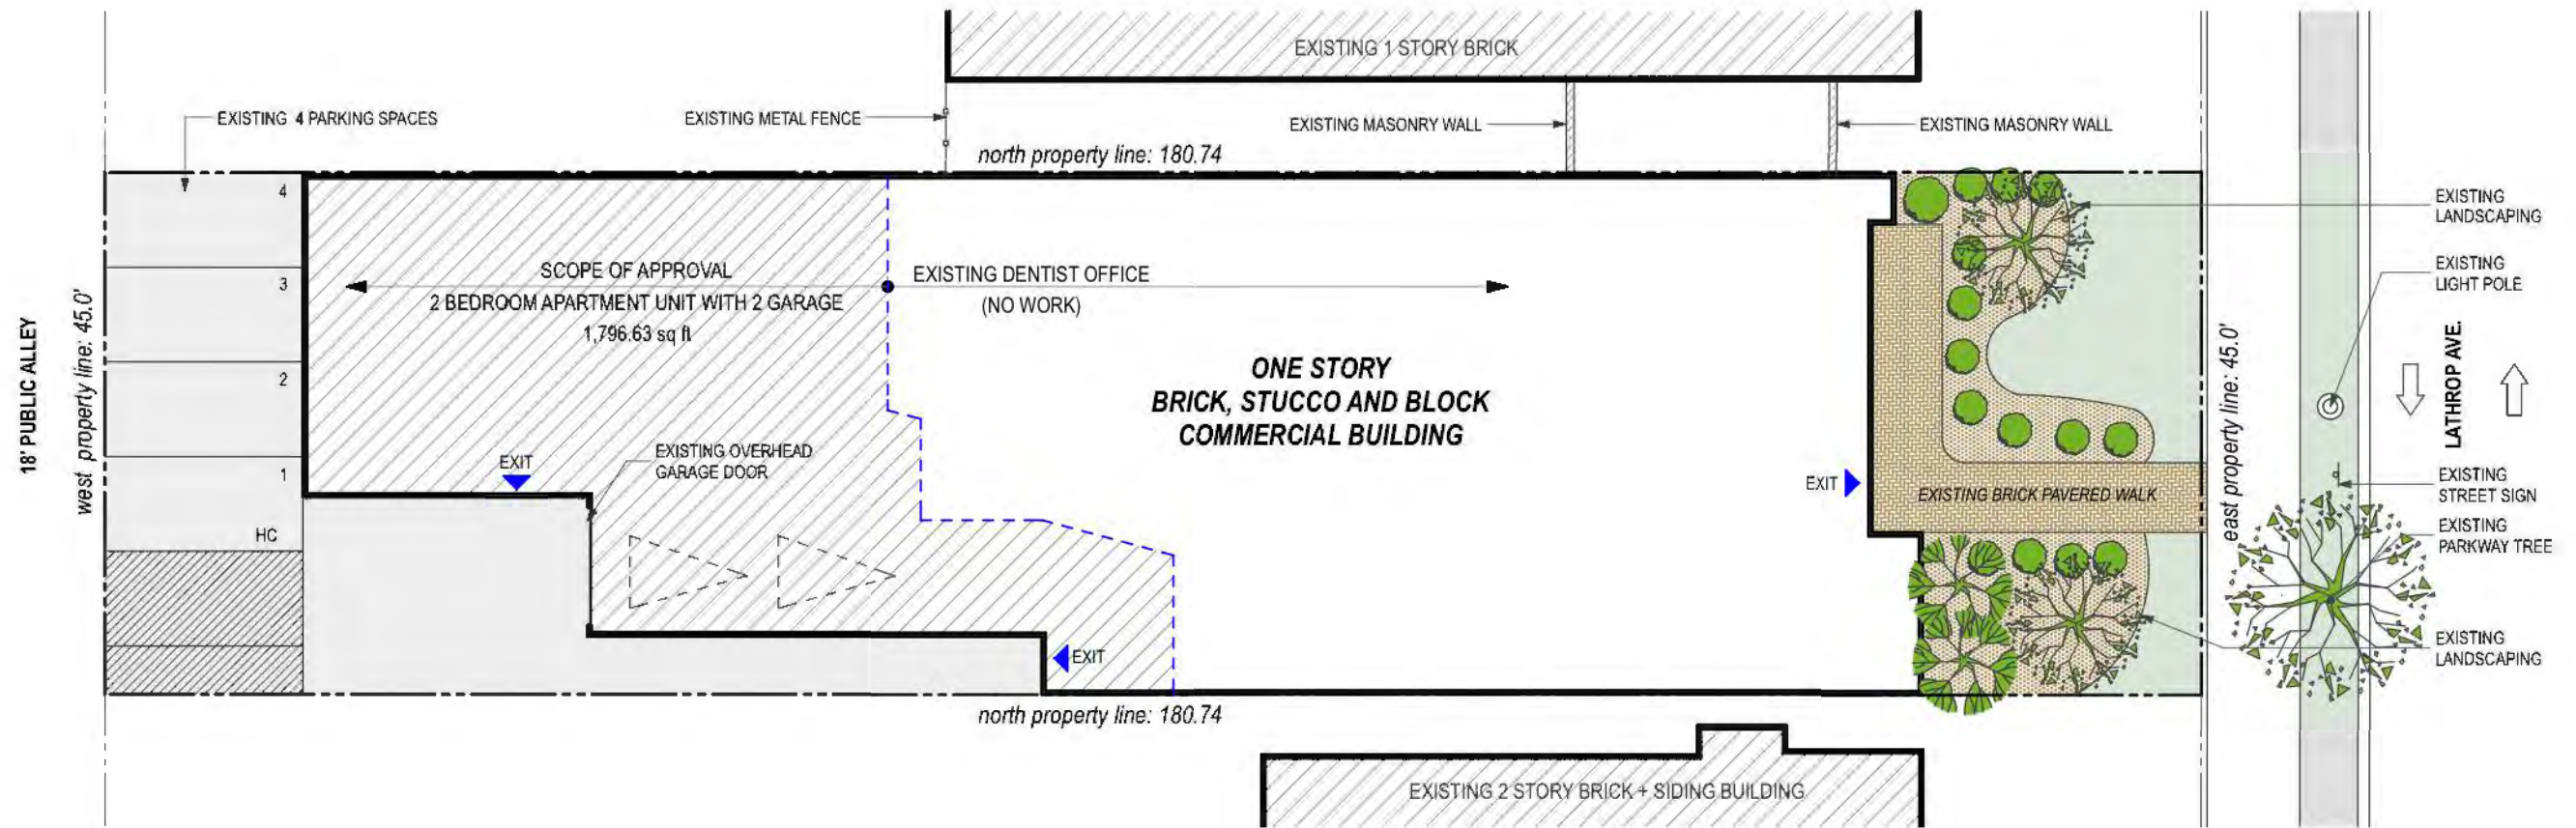 EXISTING 1 STORY BRICK
EXISTING 4 PARKING SPACES
EXISTING METAL FENCE
EXISTING MASONRY WALL
EXISTING MASONRY WALL
north property line: 180.74
4
3
2
1
HC
18' PUBLIC ALLEY
west property line: 45.0'
SCOPE OF APPROVAL
2 BEDROOM APARTMENT UNIT WITH 2 GARAGE
1,796.63 sq ft
EXISTING DENTIST OFFICE
(NO WORK)
ONE STORY
BRICK, STUCCO AND BLOCK
COMMERCIAL BUILDING
EXIT
EXISTING OVERHEAD
GARAGE DOOR
EXIT
EXIT
EXISTING BRICK PAVERED WALK
east property line: 45.0'
EXISTING
LANDSCAPING
EXISTING
LIGHT POLE
LATHROP AVE.
EXISTING
STREET SIGN
EXISTING
PARKWAY TREE
EXISTING
LANDSCAPING
north property line: 180.74
EXISTING 2 STORY BRICK + SIDING BUILDING